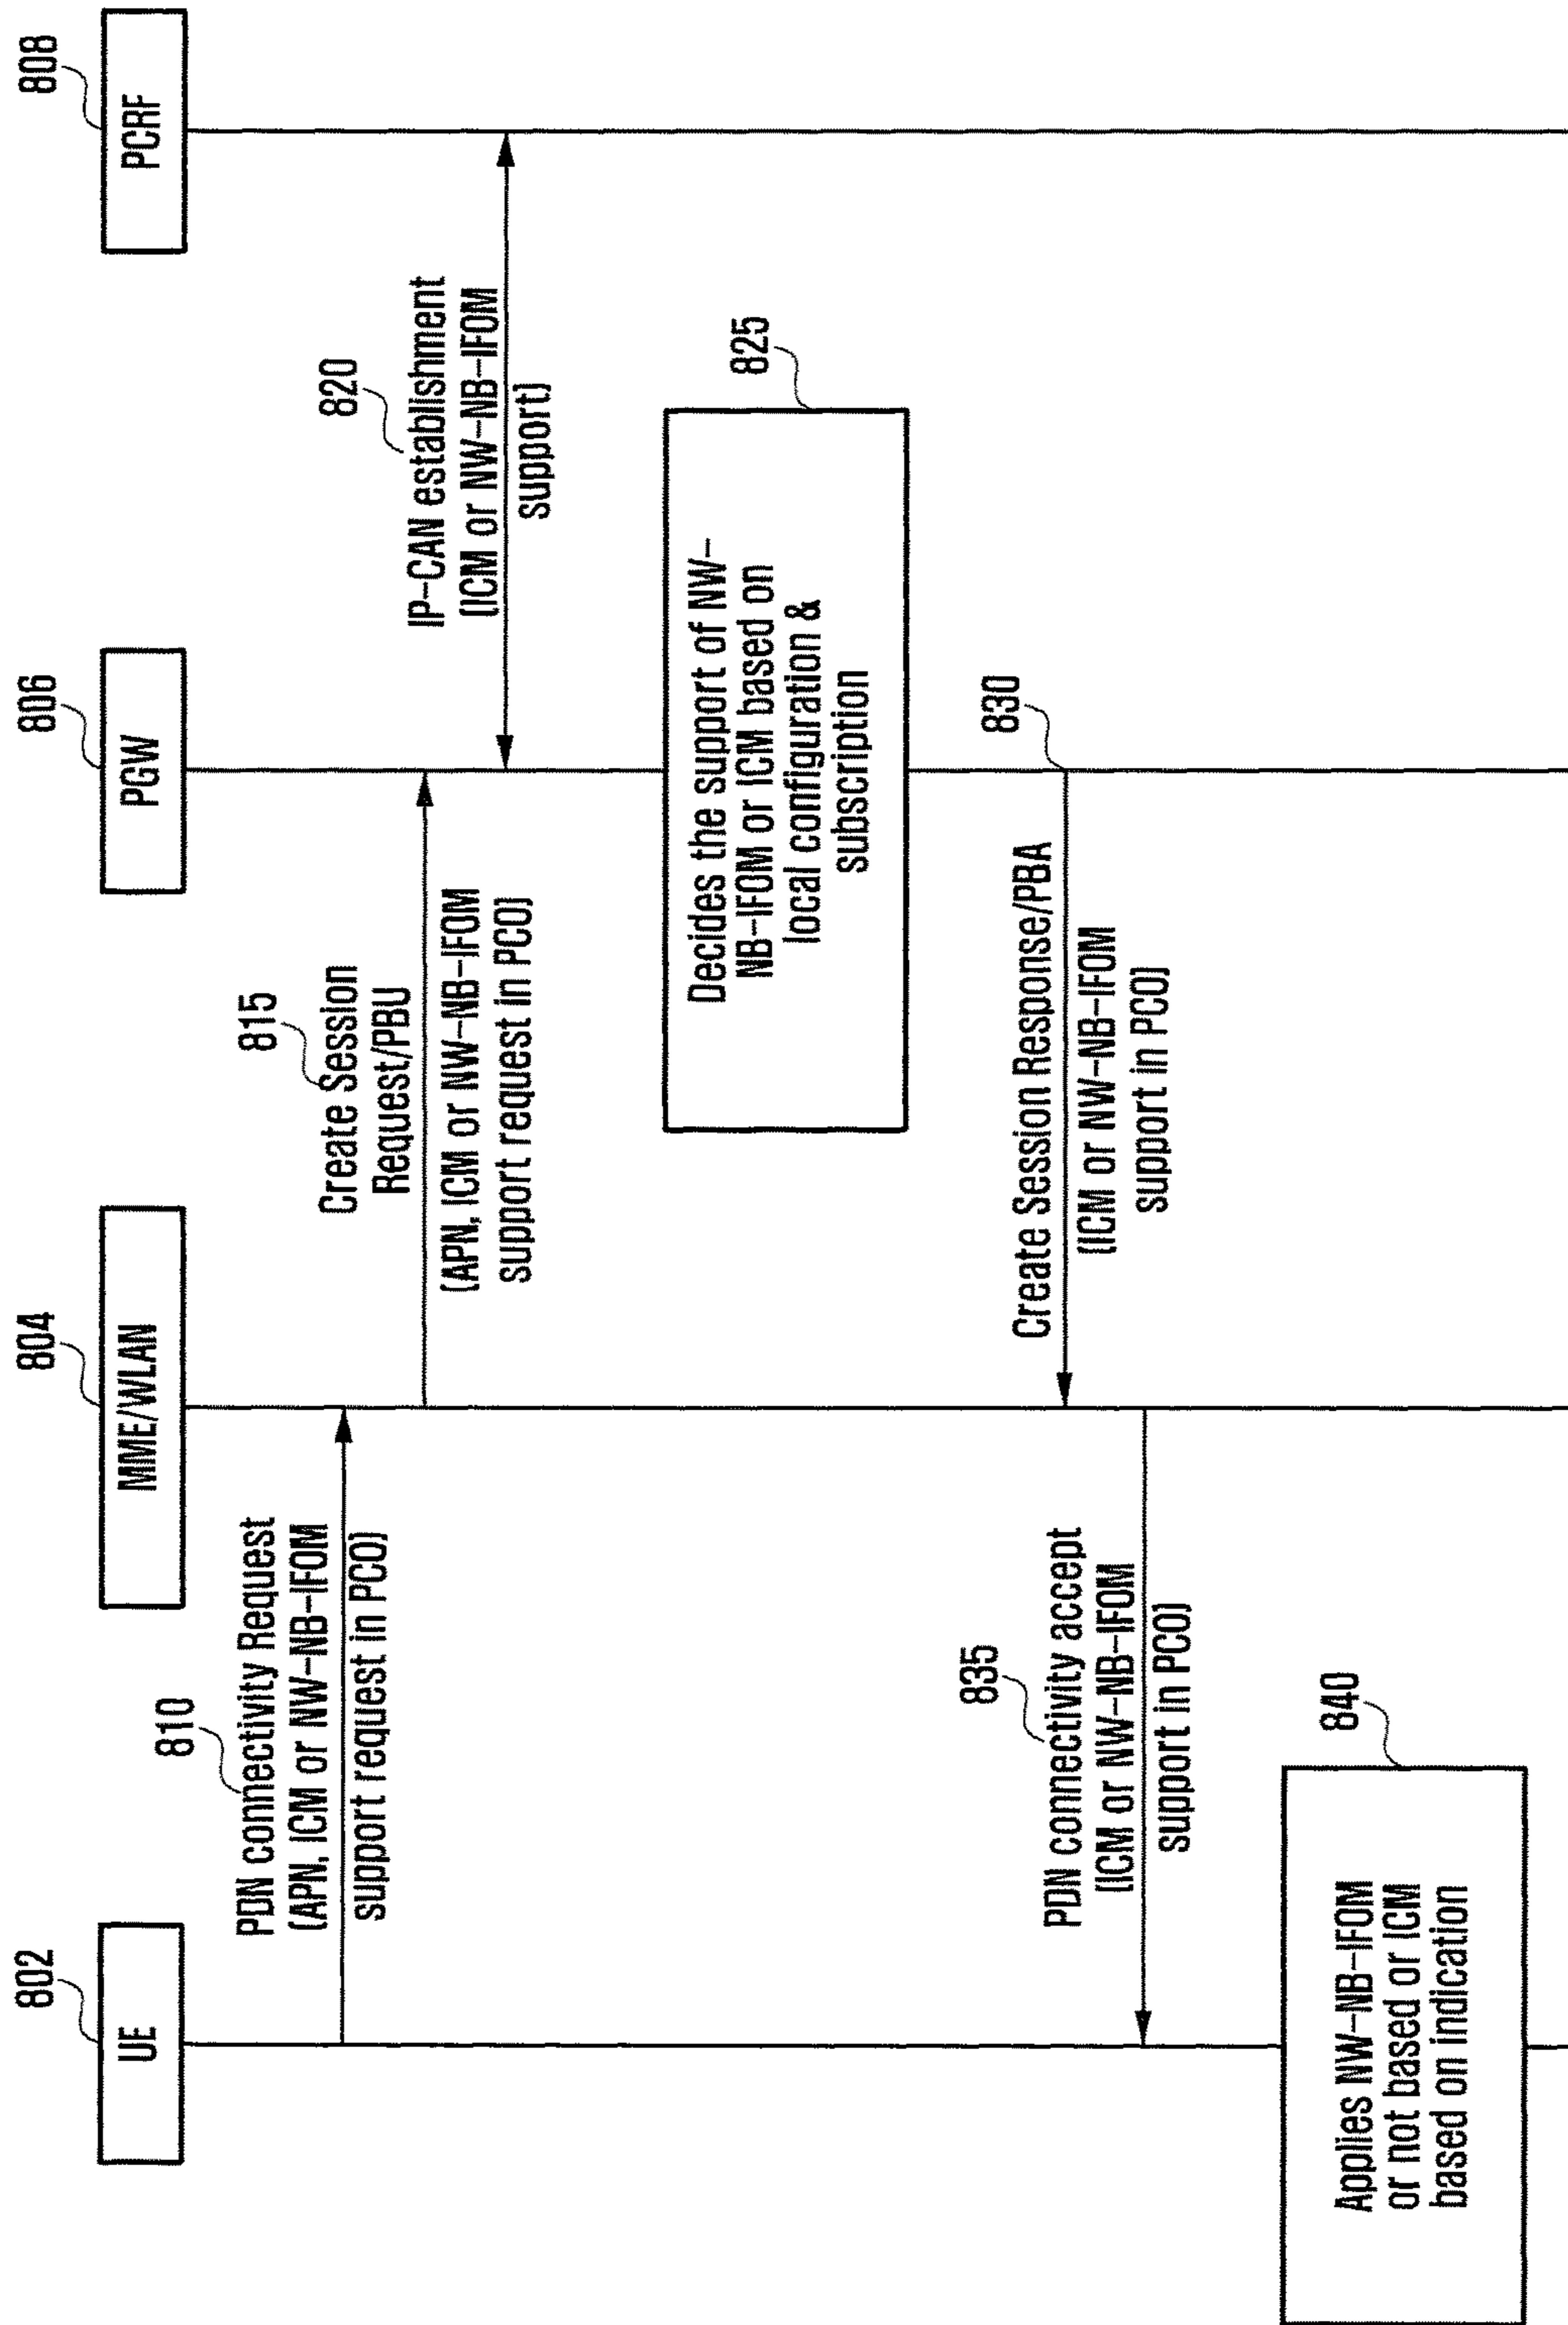 802
UE
804
MME/WLAN
806
PGW
808
PCRF
810
PDN connectivity Request
(APN, ICM or NW-NB-IFOM
support request in PCO)
815
Create Session
Request/PBU
(APN, ICM or NW-NB-IFOM
support request in PCO)
820
IP-CAN establishment
(ICM or NW-NB-IFOM
support)
825
Decides the support of NW-
NB-IFOM or ICM based on
local configuration &
subscription
830
Create Session Response/PBA
(ICM or NW-NB-IFOM
support in PCO)
835
PDN connectivity accept
(ICM or NW-NB-IFOM
support in PCO)
840
Applies NW-NB-IFOM
or not based or ICM
based on indication